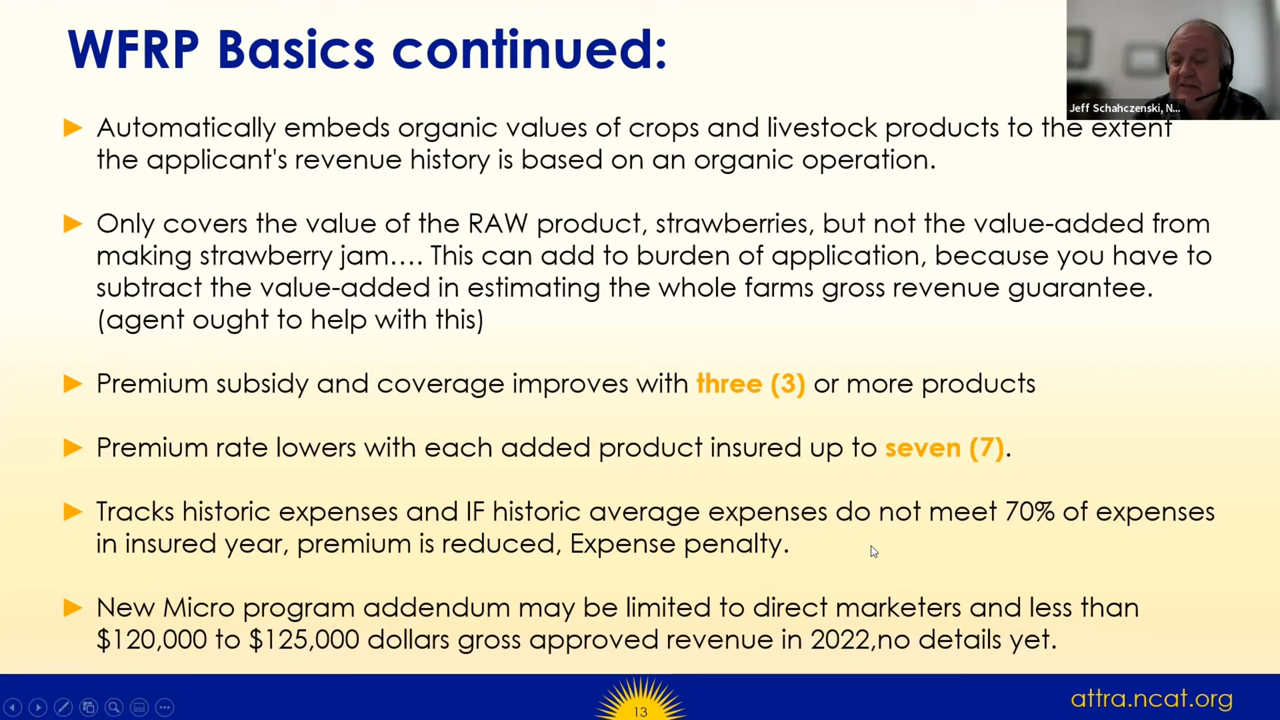 WFRP Basics continued:
Jeff Schahczenski, N...
Automatically embeds organic values of crops and livestock products to the extent
the applicant's revenue history is based on an organic operation.
Only covers the value of the RAW product, strawberries, but not the value-added from
making strawberry jam…. This can add to burden of application, because you have to
subtract the value-added in estimating the whole farms gross revenue guarantee.
(agent ought to help with this)
Premium subsidy and coverage improves with three (3) or more products
Premium rate lowers with each added product insured up to seven (7).
Tracks historic expenses and IF historic average expenses do not meet 70% of expenses
in insured year, premium is reduced, Expense penalty.
New Micro program addendum may be limited to direct marketers and less than
$120,000 to $125,000 dollars gross approved revenue in 2022,no details yet.
13
attra.ncat.org